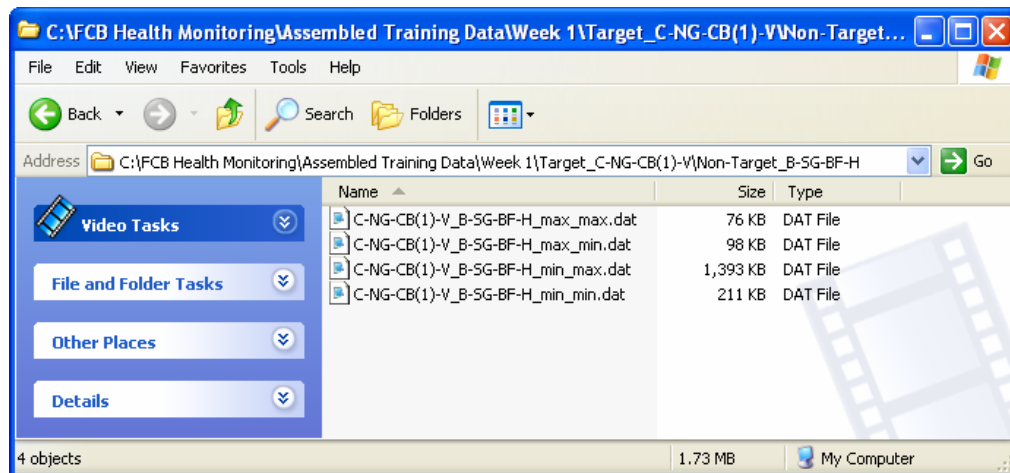 C:\FCB Health Monitoring\Assembled Training Data\Week 1\Target_C-NG-CB(1)-V\Non-Target...
File Edit View Favorites Tools Help
Back Search Folders
Address C:\FCB Health Monitoring\Assembled Training Data\Week 1\Target_C-NG-CB(1)-V\Non-Target_B-SG-BF-H Go
Name Size Type
Video Tasks
C-NG-CB(1)-V_B-SG-BF-H_max_max.dat 76 KB DAT File
C-NG-CB(1)-V_B-SG-BF-H_max_min.dat 98 KB DAT File
C-NG-CB(1)-V_B-SG-BF-H_min_max.dat 1,393 KB DAT File
C-NG-CB(1)-V_B-SG-BF-H_min_min.dat 211 KB DAT File
File and Folder Tasks
Other Places
Details
4 objects 1.73 MB My Computer